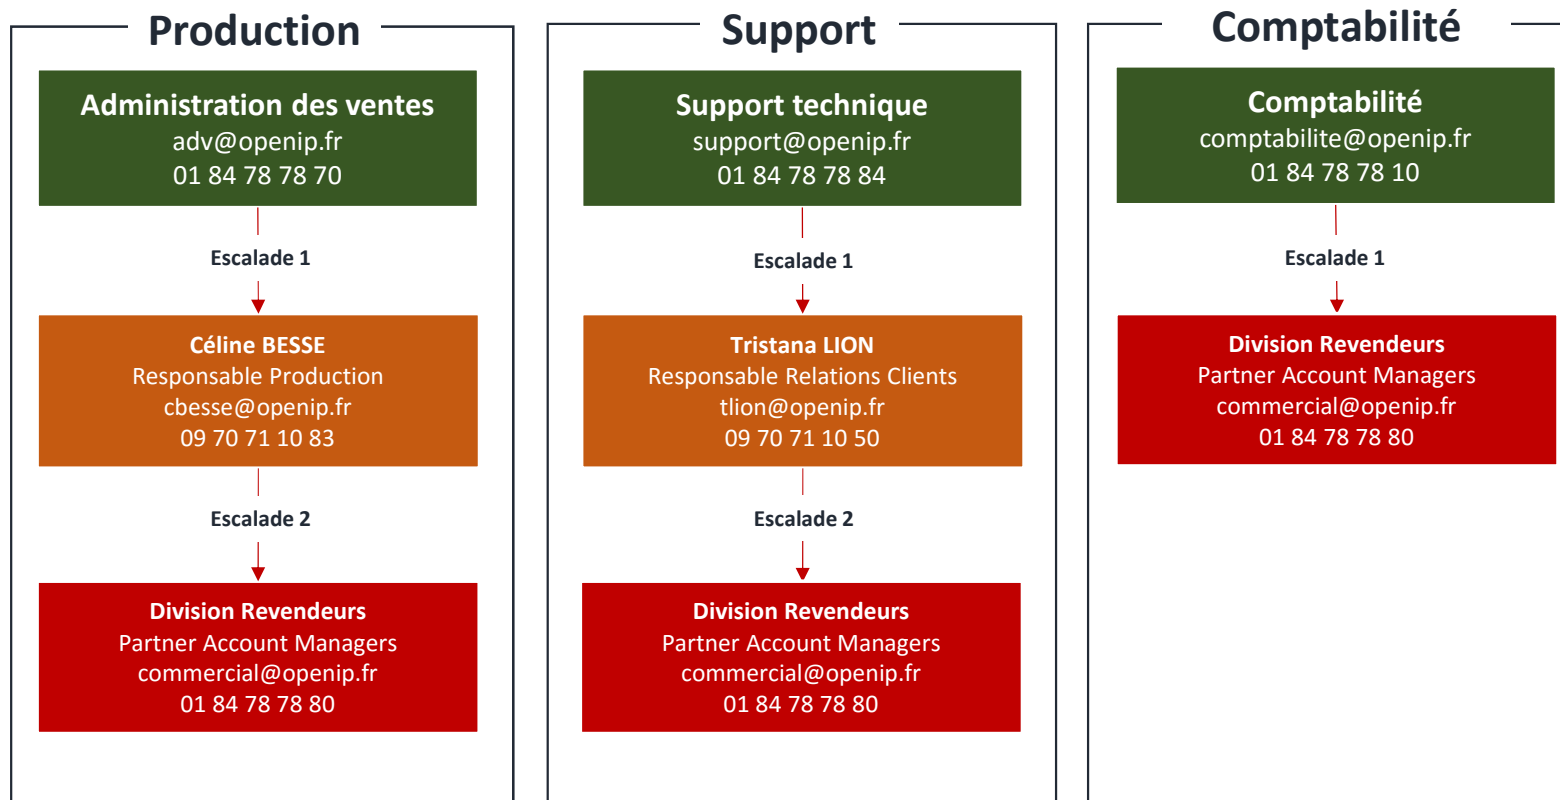 Production
Administration des ventes
adv@openip.fr
01 84 78 78 70
Escalade 1
Céline BESSE
Responsable Production
cbesse@openip.fr
09 70 71 10 83
Escalade 2
Division Revendeurs
Partner Account Managers
commercial@openip.fr
01 84 78 78 80
Support
Support technique
support@openip.fr
01 84 78 78 84
Escalade 1
Tristana LION
Responsable Relations Clients
tlion@openip.fr
09 70 71 10 50
Escalade 2
Division Revendeurs
Partner Account Managers
commercial@openip.fr
01 84 78 78 80
Comptabilité
Comptabilité
comptabilite@openip.fr
01 84 78 78 10
Escalade 1
Division Revendeurs
Partner Account Managers
commercial@openip.fr
01 84 78 78 80